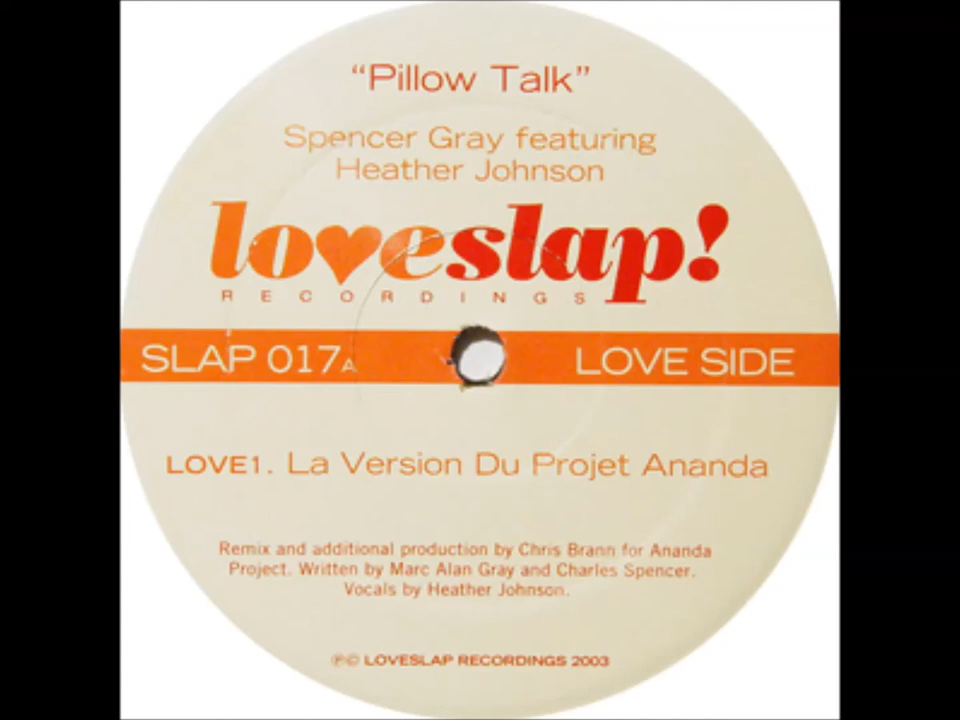 “Pillow Talk”
Spencer Gray featuring
Heather Johnson
loveslap!
RECORDINGS
SLAP 017A LOVE SIDE
LOVE1. La Version Du Projet Ananda
Remix and additional production by Chris Brann for Ananda
Project. Written by Marc Alan Gray and Charles Spencer.
Vocals by Heather Johnson.
℗© LOVESLAP RECORDINGS 2003